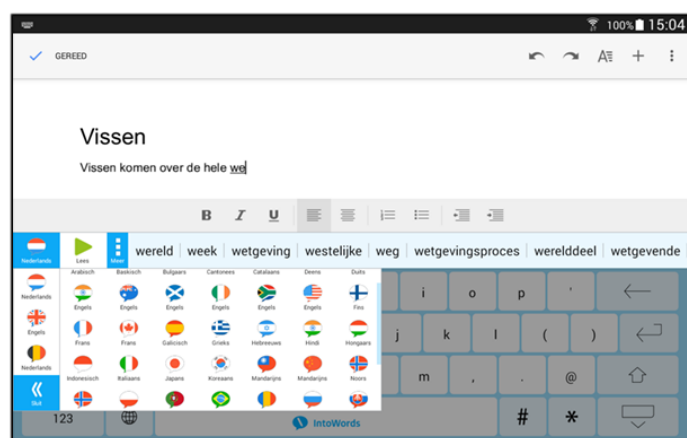 100% 15:04
GEREED
Vissen
Vissen komen over de hele we
B I U
Nederlands Lees Meer wereld week wetgeving westelijke weg wetgevingsproces werelddeel wetgevende
Arabisch Baskisch Bulgaars Cantonees Catalaans Deens Duits
Nederlands
Engels Engels Engels Engels Engels Engels Fins
Engels
Frans Frans Galicisch Grieks Hebreeuws Hindi Hongaars
Nederlands
Indonesisch Italiaans Japans Koreaans Mandarijns Mandarijns Noors
Sluit
i o p '
j k l ( )
m , . @
123 IntoWords # *